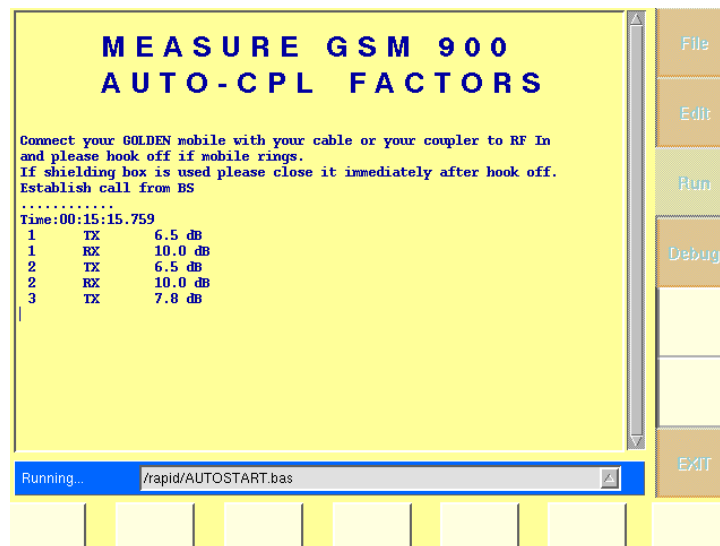 MEASURE GSM 900
AUTO-CPL FACTORS
Connect your GOLDEN mobile with your cable or your coupler to RF In
and please hook off if mobile rings.
If shielding box is used please close it immediately after hook off.
Establish call from BS
............
Time:00:15:15.759
1 TX 6.5 dB
1 RX 10.0 dB
2 TX 6.5 dB
2 RX 10.0 dB
3 TX 7.8 dB
Running...
/rapid/AUTOSTART.bas
File
Edit
Run
Debug
EXIT